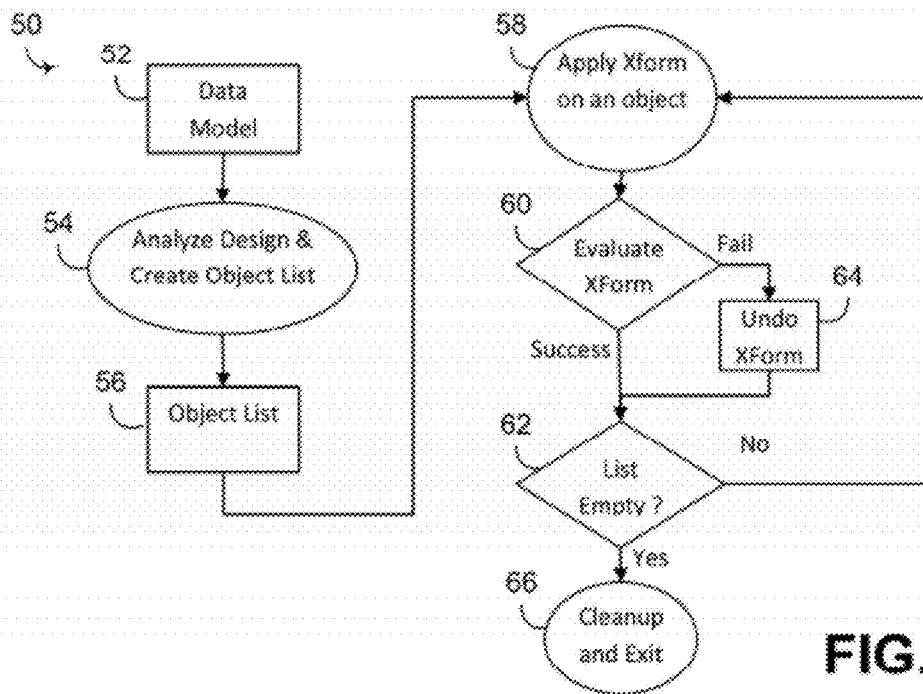 50
52
Data
Model
54
Analyze Design &
Create Object List
56
Object List
58
Apply Xform
on an object
60
Evaluate
XForm
Fail
64
Undo
XForm
Success
62
List
Empty ?
No
Yes
66
Cleanup
and Exit
FIG.